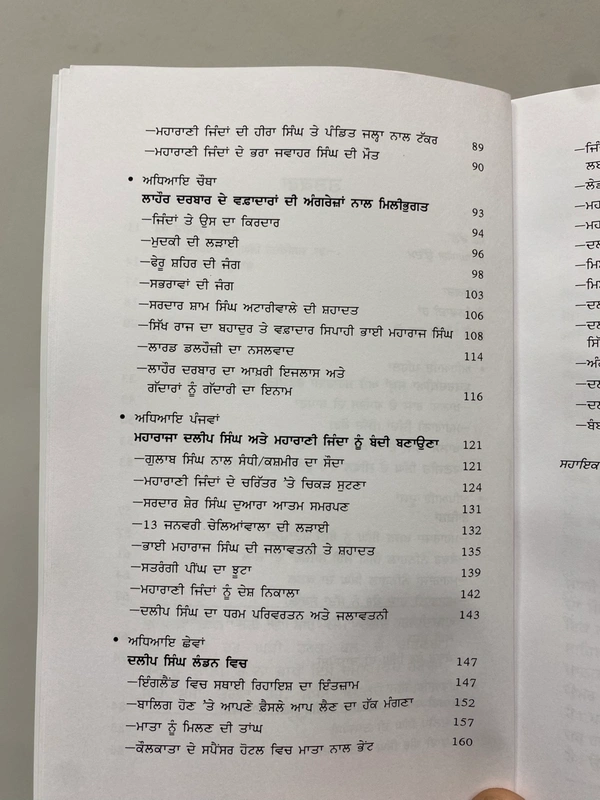 —ਮਹਾਰਾਣੀ ਜਿੰਦਾਂ ਦੀ ਹੀਰਾ ਸਿੰਘ ਤੇ ਪੰਡਿਤ ਜਲ੍ਹਾ ਨਾਲ ਟੱਕਰ 89
—ਮਹਾਰਾਣੀ ਜਿੰਦਾਂ ਦੇ ਭਰਾ ਜਵਾਹਰ ਸਿੰਘ ਦੀ ਮੌਤ 90
• ਅਧਿਆਇ ਚੌਥਾ
ਲਾਹੌਰ ਦਰਬਾਰ ਦੇ ਵਫ਼ਾਦਾਰਾਂ ਦੀ ਅੰਗਰੇਜ਼ਾਂ ਨਾਲ ਮਿਲੀਭੁਗਤ 93
—ਜਿੰਦਾਂ ਤੇ ਉਸ ਦਾ ਕਿਰਦਾਰ 94
—ਮੁਦਕੀ ਦੀ ਲੜਾਈ 96
—ਫੇਰੂ ਸ਼ਹਿਰ ਦੀ ਜੰਗ 98
—ਸਭਰਾਵਾਂ ਦੀ ਜੰਗ 103
—ਸਰਦਾਰ ਸ਼ਾਮ ਸਿੰਘ ਅਟਾਰੀਵਾਲੇ ਦੀ ਸ਼ਹਾਦਤ 106
—ਸਿੱਖ ਰਾਜ ਦਾ ਬਹਾਦੁਰ ਤੇ ਵਫ਼ਾਦਾਰ ਸਿਪਾਹੀ ਭਾਈ ਮਹਾਰਾਜ ਸਿੰਘ 108
—ਲਾਰਡ ਡਲਹੌਜ਼ੀ ਦਾ ਨਸਲਵਾਦ 114
—ਲਾਹੌਰ ਦਰਬਾਰ ਦਾ ਆਖ਼ਰੀ ਇਜਲਾਸ ਅਤੇ
ਗੱਦਾਰਾਂ ਨੂੰ ਗੱਦਾਰੀ ਦਾ ਇਨਾਮ 116
• ਅਧਿਆਇ ਪੰਜਵਾਂ
ਮਹਾਰਾਜਾ ਦਲੀਪ ਸਿੰਘ ਅਤੇ ਮਹਾਰਾਣੀ ਜਿੰਦਾ ਨੂੰ ਬੰਦੀ ਬਣਾਉਣਾ 121
—ਗੁਲਾਬ ਸਿੰਘ ਨਾਲ ਸੰਧੀ/ਕਸ਼ਮੀਰ ਦਾ ਸੌਦਾ 121
—ਮਹਾਰਾਣੀ ਜਿੰਦਾਂ ਦੇ ਚਰਿੱਤਰ 'ਤੇ ਚਿਕੜ ਸੁਟਣਾ 124
—ਸਰਦਾਰ ਸ਼ੇਰ ਸਿੰਘ ਦੁਆਰਾ ਆਤਮ ਸਮਰਪਣ 131
—13 ਜਨਵਰੀ ਚੇਲਿਆਂਵਾਲਾ ਦੀ ਲੜਾਈ 132
—ਭਾਈ ਮਹਾਰਾਜ ਸਿੰਘ ਦੀ ਜਲਾਵਤਨੀ ਤੇ ਸ਼ਹਾਦਤ 135
—ਸਤਰੰਗੀ ਪੀਂਘ ਦਾ ਝੂਟਾ 139
—ਮਹਾਰਾਣੀ ਜਿੰਦਾਂ ਨੂੰ ਦੇਸ਼ ਨਿਕਾਲਾ 142
—ਦਲੀਪ ਸਿੰਘ ਦਾ ਧਰਮ ਪਰਿਵਰਤਨ ਅਤੇ ਜਲਾਵਤਨੀ 143
• ਅਧਿਆਇ ਛੇਵਾਂ
ਦਲੀਪ ਸਿੰਘ ਲੰਡਨ ਵਿਚ 147
—ਇੰਗਲੈਂਡ ਵਿਚ ਸਥਾਈ ਰਿਹਾਇਸ਼ ਦਾ ਇੰਤਜ਼ਾਮ 147
—ਬਾਲਿਗ ਹੋਣ 'ਤੇ ਆਪਣੇ ਫ਼ੈਸਲੇ ਆਪ ਲੈਣ ਦਾ ਹੱਕ ਮੰਗਣਾ 152
—ਮਾਤਾ ਨੂੰ ਮਿਲਣ ਦੀ ਤਾਂਘ 157
—ਕੌਲਕਾਤਾ ਦੇ ਸਪੈਂਸਰ ਹੋਟਲ ਵਿਚ ਮਾਤਾ ਨਾਲ ਭੇਂਟ 160
ਸਹਾਇਕ